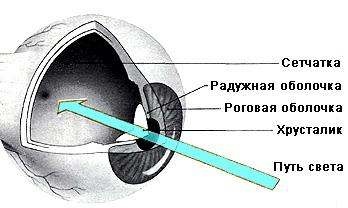 Сетчатка
Радужная оболочка
Роговая оболочка
Хрусталик
Путь света